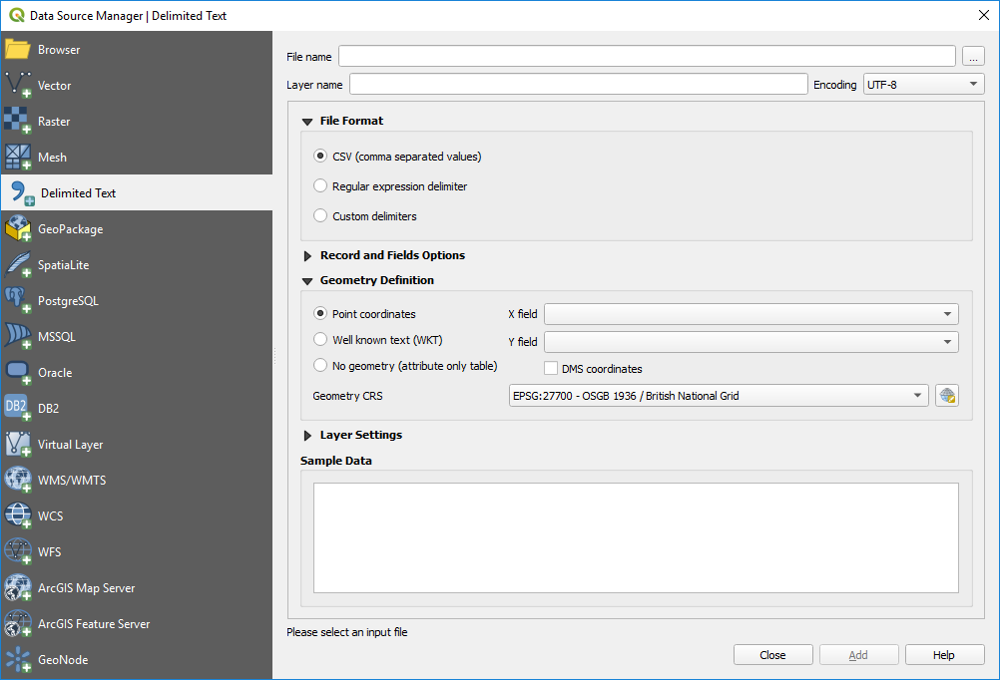 Data Source Manager | Delimited Text
Browser
Vector
Raster
Mesh
Delimited Text
GeoPackage
SpatiaLite
PostgreSQL
MSSQL
Oracle
DB2 DB2
Virtual Layer
WMS/WMTS
WCS
WFS
ArcGIS Map Server
ArcGIS Feature Server
GeoNode
File name ...
Layer name Encoding UTF-8
File Format
CSV (comma separated values)
Regular expression delimiter
Custom delimiters
Record and Fields Options
Geometry Definition
Point coordinates X field
Well known text (WKT) Y field
No geometry (attribute only table) DMS coordinates
Geometry CRS EPSG:27700 - OSGB 1936 / British National Grid
Layer Settings
Sample Data
Please select an input file
Close Add Help